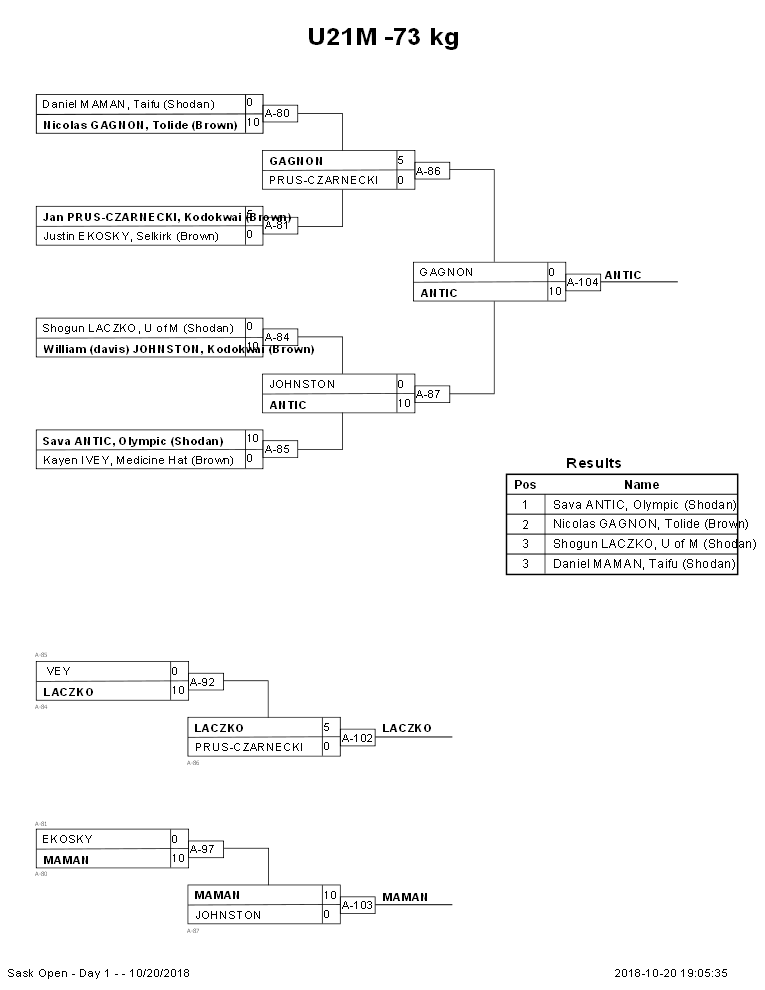 U21M -73 kg
Daniel MAMAN, Taifu (Shodan) 0
A-80
Nicolas GAGNON, Tolide (Brown) 10
GAGNON 5
A-86
PRUS-CZARNECKI 0
Jan PRUS-CZARNECKI, Kodokwai (Brown) 5
A-81
Justin EKOSKY, Selkirk (Brown) 0
GAGNON 0
A-104 ANTIC
ANTIC 10
Shogun LACZKO, U of M (Shodan) 0
A-84
William (davis) JOHNSTON, Kodokwai (Brown) 10
JOHNSTON 0
A-87
ANTIC 10
Sava ANTIC, Olympic (Shodan) 10
A-85
Kayen IVEY, Medicine Hat (Brown) 0
Results
Pos Name
1 Sava ANTIC, Olympic (Shodan)
2 Nicolas GAGNON, Tolide (Brown)
3 Shogun LACZKO, U of M (Shodan)
3 Daniel MAMAN, Taifu (Shodan)
A-85
VEY 0
A-92
LACZKO 10
A-84
LACZKO 5
A-102 LACZKO
PRUS-CZARNECKI 0
A-86
A-81
EKOSKY 0
A-97
MAMAN 10
A-80
MAMAN 10
A-103 MAMAN
JOHNSTON 0
A-87
Sask Open - Day 1 - - 10/20/2018 2018-10-20 19:05:35